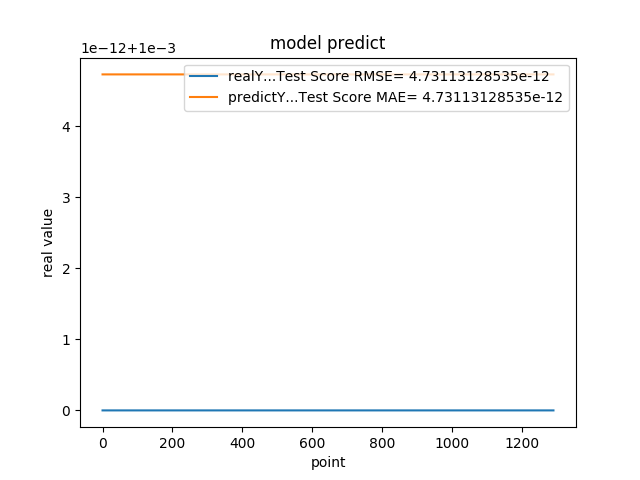 model predict
1e−12+1e−3
realY...Test Score RMSE= 4.73113128535e-12
predictY...Test Score MAE= 4.73113128535e-12
4
3
2
1
0
real value
0 200 400 600 800 1000 1200
point